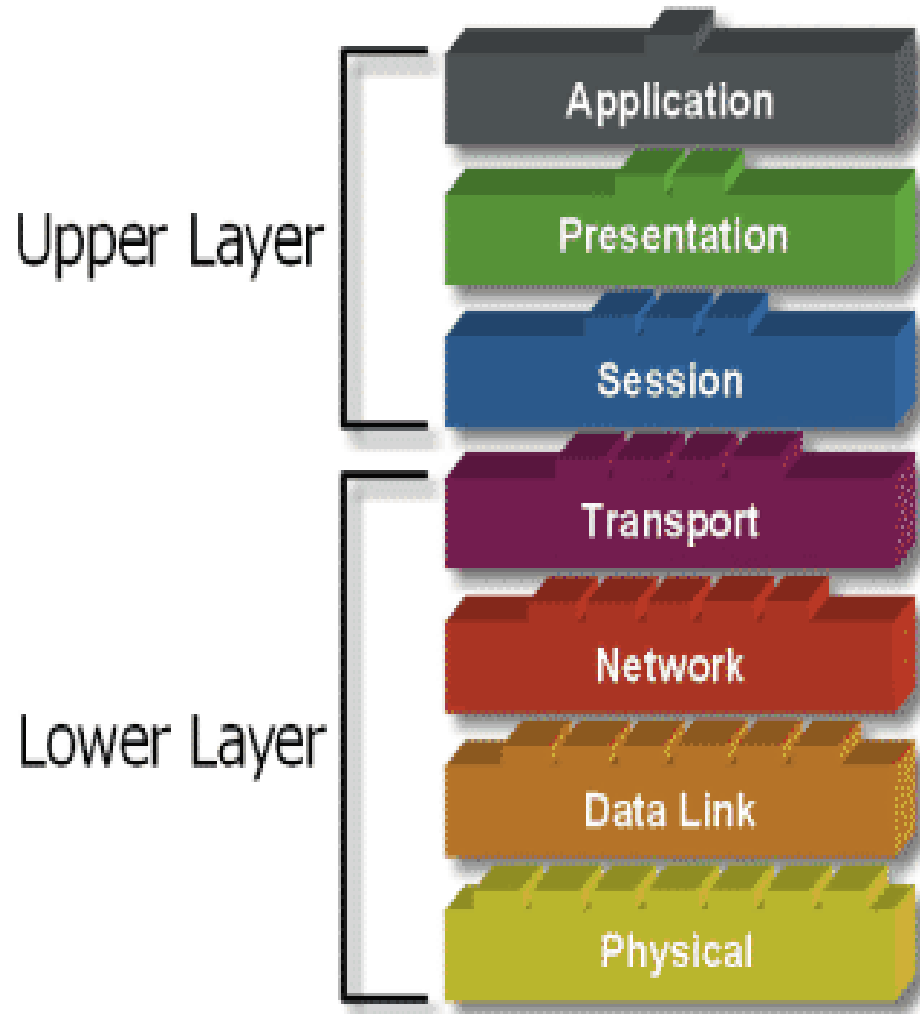 Upper Layer
Application
Presentation
Session
Lower Layer
Transport
Network
Data Link
Physical